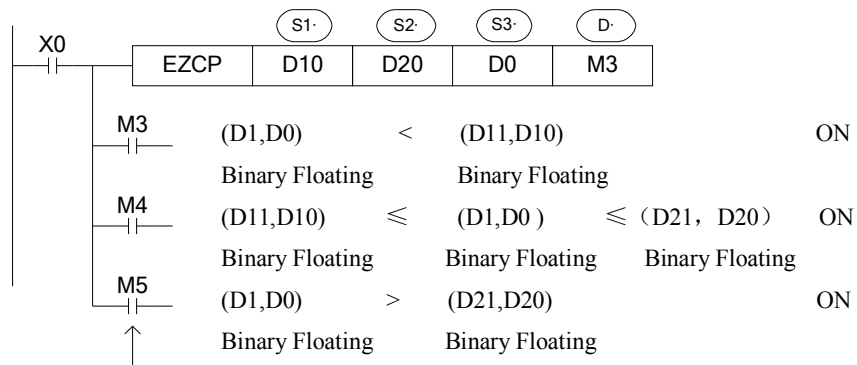 S1· S2· S3· D·
X0
EZCP D10 D20 D0 M3
M3 (D1,D0) < (D11,D10) ON
Binary Floating Binary Floating
M4 (D11,D10) ≤ (D1,D0 ) ≤（D21，D20） ON
Binary Floating Binary Floating Binary Floating
M5 (D1,D0) > (D21,D20) ON
Binary Floating Binary Floating